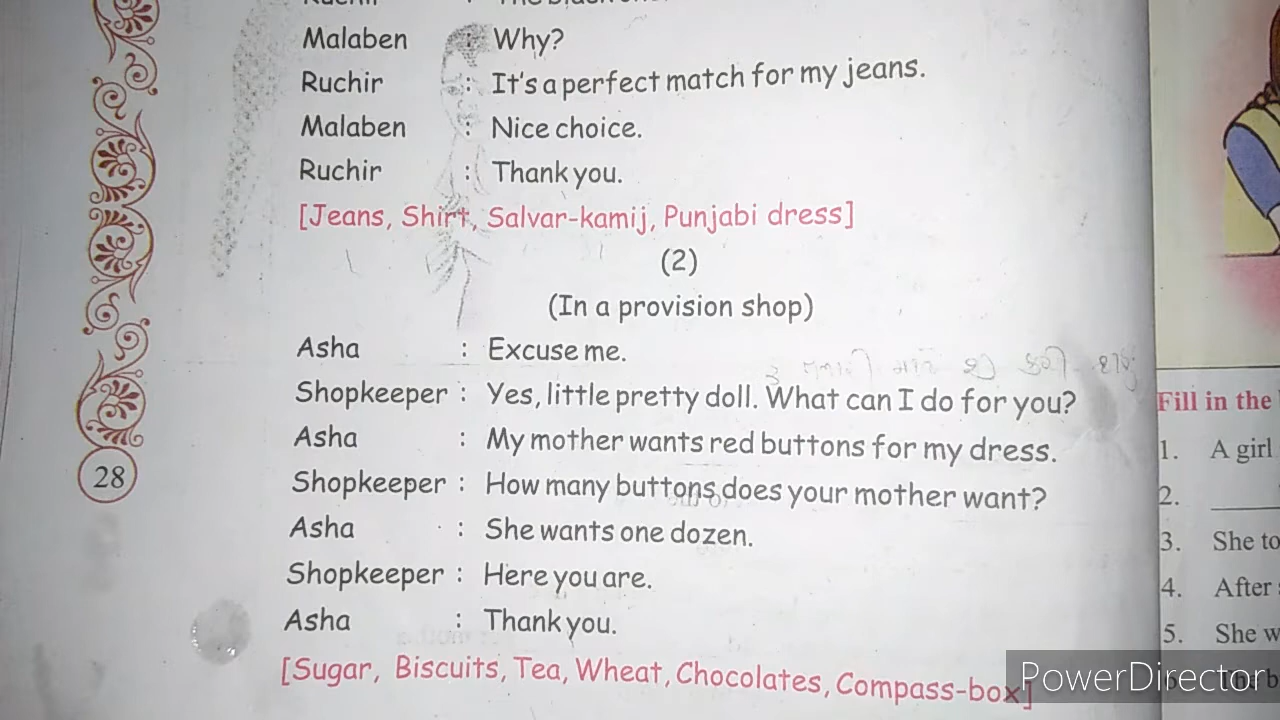 Malaben : Why?
Ruchir : It's a perfect match for my jeans.
Malaben : Nice choice.
Ruchir : Thank you.
[Jeans, Shirt, Salvar-kamij, Punjabi dress]
(2)
(In a provision shop)
Asha : Excuse me.
Shopkeeper : Yes, little pretty doll. What can I do for you?
Asha : My mother wants red buttons for my dress.
Shopkeeper : How many buttons does your mother want?
Asha : She wants one dozen.
Shopkeeper : Here you are.
Asha : Thank you.
[Sugar, Biscuits, Tea, Wheat, Chocolates, Compass-box]
28
Fill in the
1. A girl
2.
3. She to
4. After
5. She w
PowerDirector